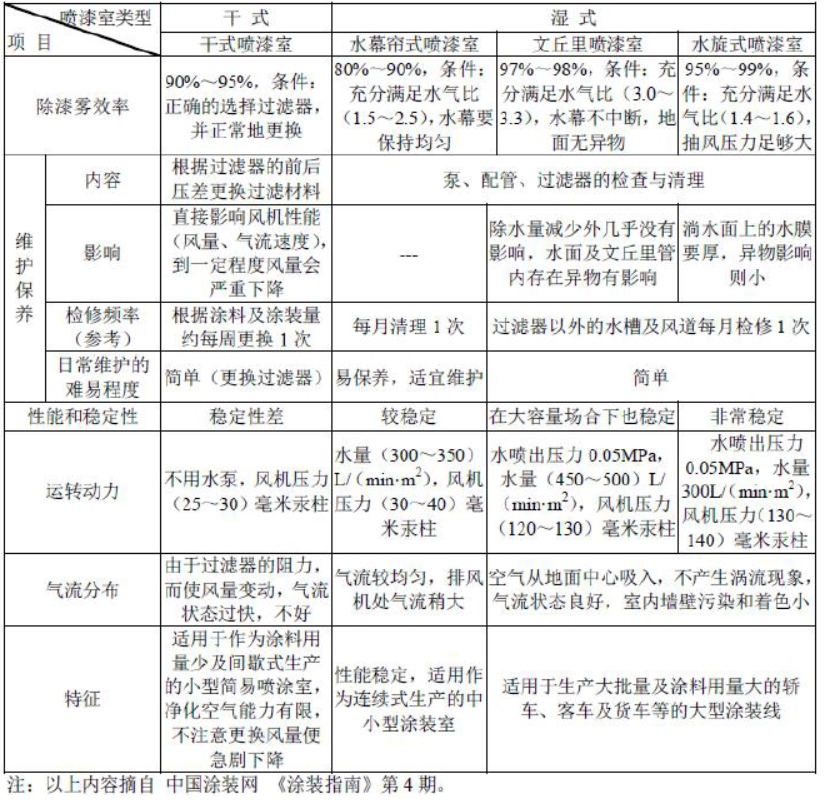 喷漆室类型
项 目
干 式
湿 式
干式喷漆室
水幕帘式喷漆室
文丘里喷漆室
水旋式喷漆室
除漆雾效率
90%～95%，条件：
正确的选择过滤器，
并正常地更换
80%～90%，条件：
充分满足水气比
（1.5～2.5），水幕要
保持均匀
97%～98%，条件：充
分满足水气比（3.0～
3.3），水幕不中断，地
面无异物
95%～99%，条
件：充分满足水
气比（1.4～1.6），
抽风压力足够大
维
护
保
养
内容
根据过滤器的前后
压差更换过滤材料
泵、配管、过滤器的检查与清理
影响
直接影响风机性能
（风量、气流速度），
到一定程度风量会
严重下降
---
除水量减少外几乎没有
影响，水面及文丘里管
内存在异物有影响
淌水面上的水膜
要厚，异物影响
则小
检修频率
（参考）
根据涂料及涂装量
约每周更换 1 次
每月清理 1 次
过滤器以外的水槽及风道每月检修 1 次
日常维护的
难易程度
简单（更换过滤器）
易保养，适宜维护
简单
性能和稳定性
稳定性差
较稳定
在大容量场合下也稳定
非常稳定
运转动力
不用水泵，风机压力
（25～30）毫米汞柱
水量（300～350）
L/（min·m²），风机
压力（30～40）毫
米汞柱
水喷出压力 0.05MPa，
水量（450～500）L/
（min·m²），风机压力
（120～130）毫米汞柱
水喷出压力
0.05MPa，水量
300L/（min·m²），
风机压力（130～
140）毫米汞柱
气流分布
由于过滤器的阻力，
而使风量变动，气流
状态过快，不好
气流较均匀，排风
机处气流稍大
空气从地面中心吸入，不产生涡流现象，
气流状态良好，室内墙壁污染和着色小
特征
适用于作为涂料用
量少及间歇式生产
的小型简易喷涂室，
净化空气能力有限，
不注意更换风量便
急剧下降
性能稳定，适用作
为连续式生产的中
小型涂装室
适用于生产大批量及涂料用量大的轿
车、客车及货车等的大型涂装线
注：以上内容摘自 中国涂装网 《涂装指南》第 4 期。